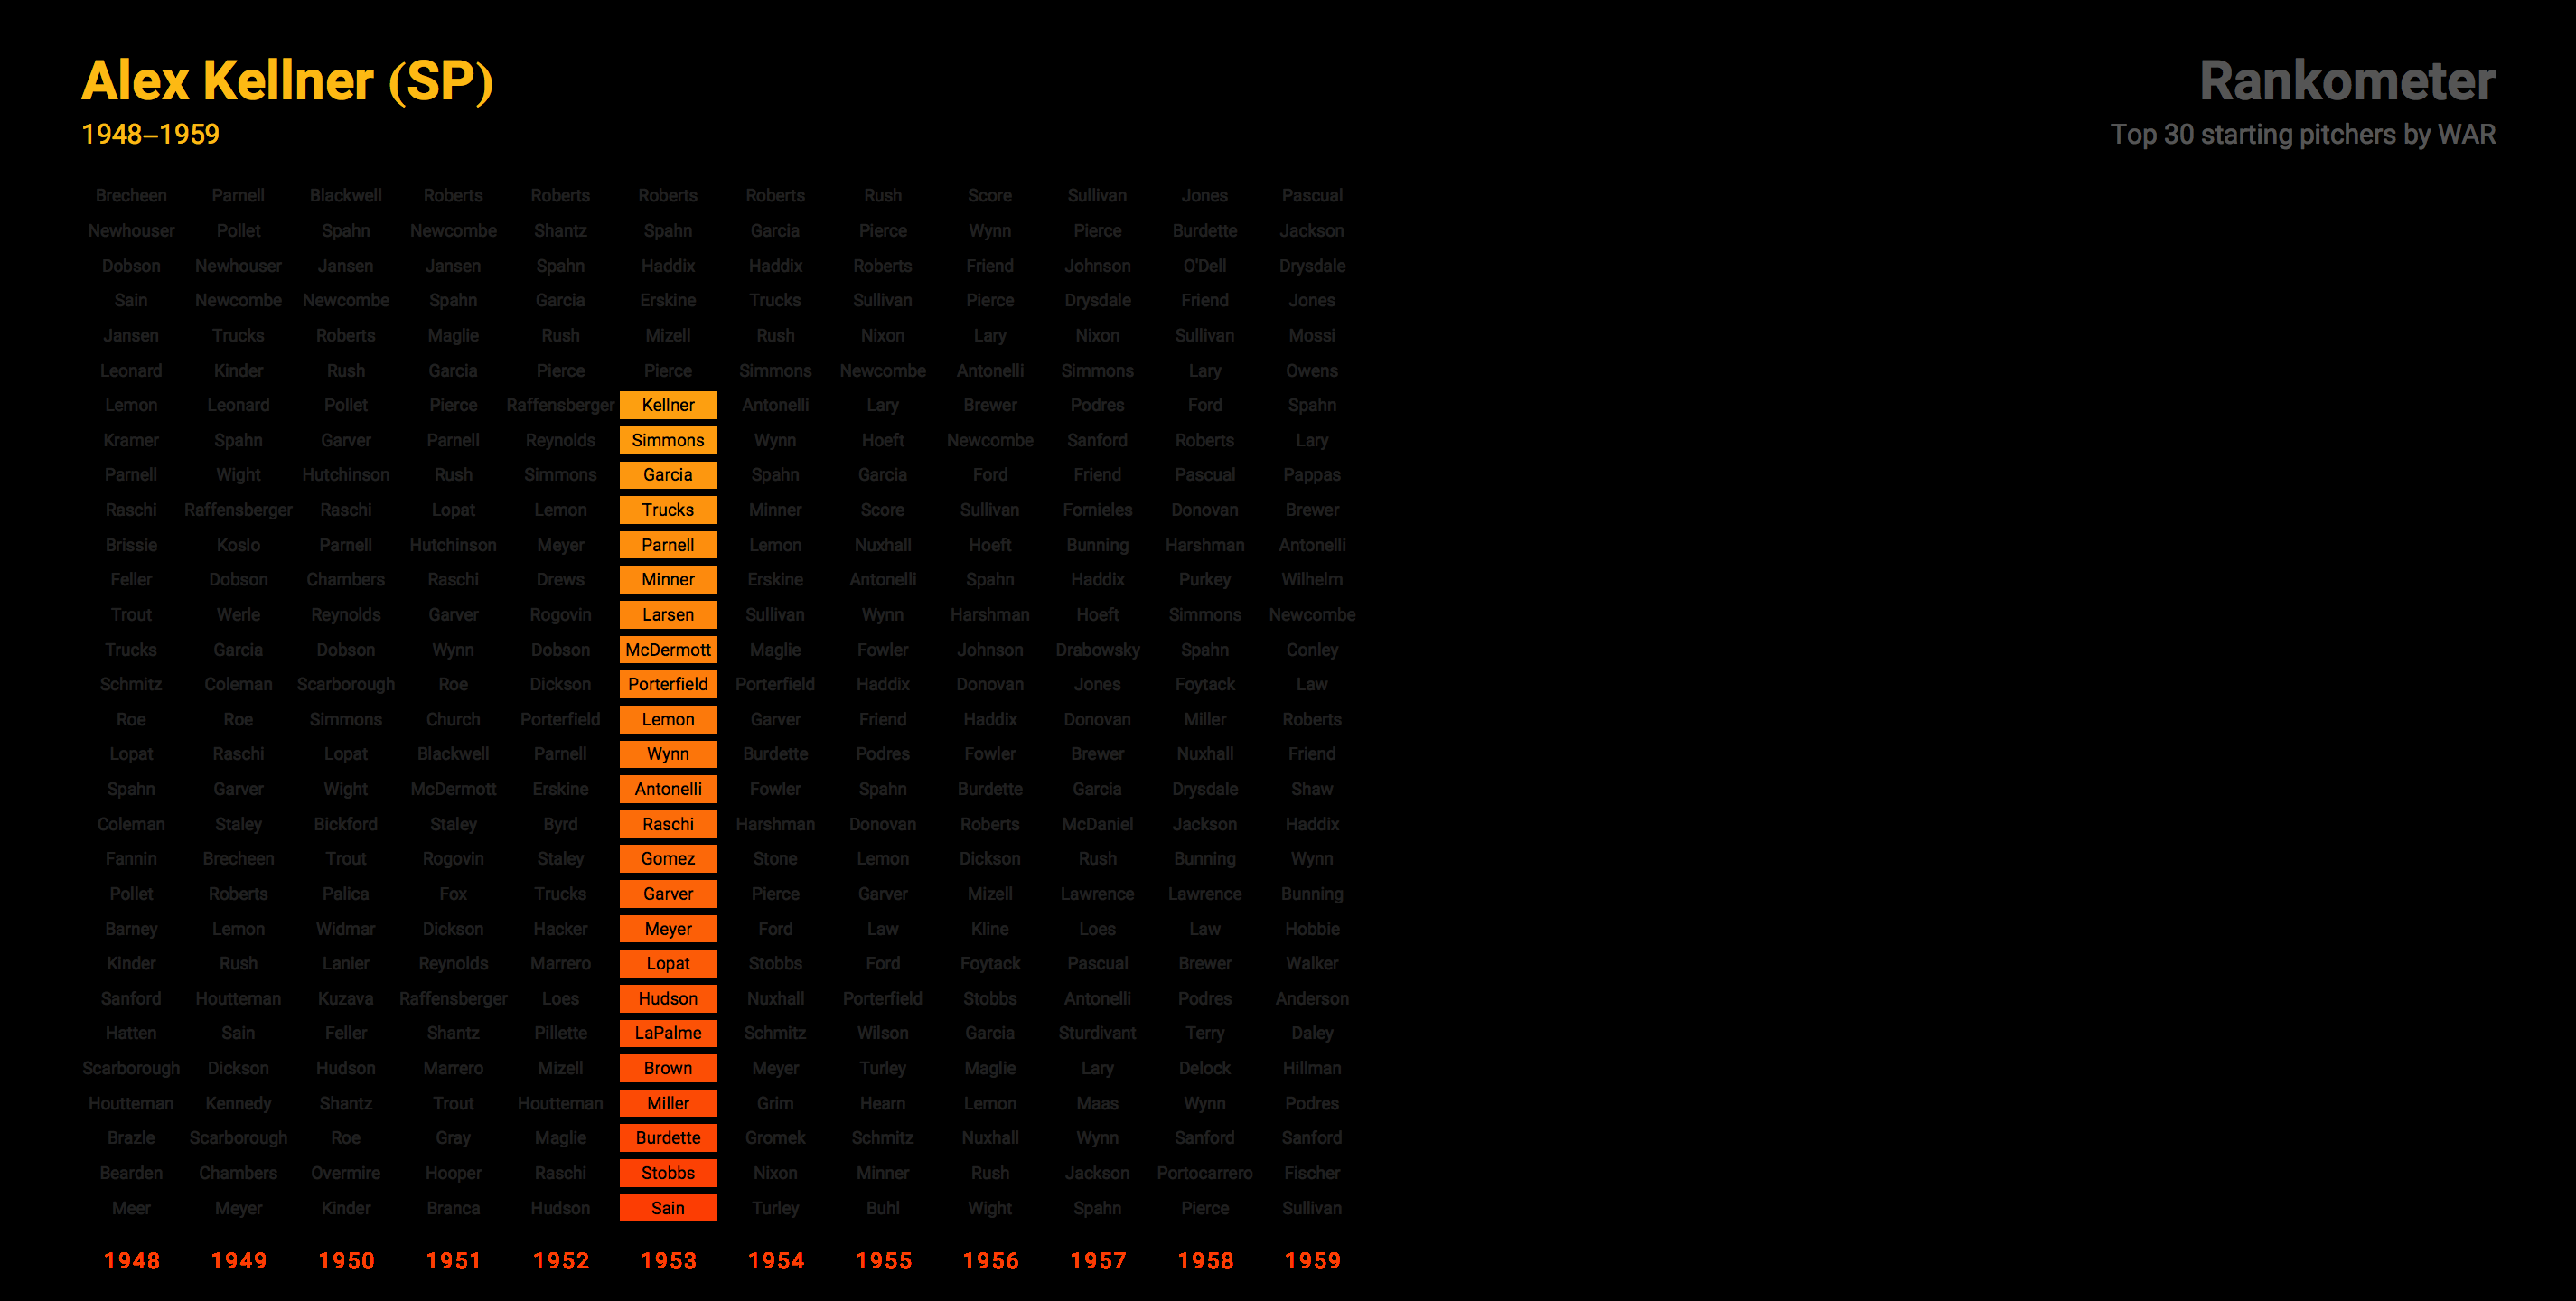 Alex Kellner (SP)
1948–1959
Rankometer
Top 30 starting pitchers by WAR
Brecheen Parnell Blackwell Roberts Roberts Roberts Roberts Rush Score Sullivan Jones Pascual
Newhouser Pollet Spahn Newcombe Shantz Spahn Garcia Pierce Wynn Pierce Burdette Jackson
Dobson Newhouser Jansen Jansen Spahn Haddix Haddix Roberts Friend Johnson O'Dell Drysdale
Sain Newcombe Newcombe Spahn Garcia Erskine Trucks Sullivan Pierce Drysdale Friend Jones
Jansen Trucks Roberts Maglie Rush Mizell Rush Nixon Lary Nixon Sullivan Mossi
Leonard Kinder Rush Garcia Pierce Pierce Simmons Newcombe Antonelli Simmons Lary Owens
Lemon Leonard Pollet Pierce Raffensberger Kellner Antonelli Lary Brewer Podres Ford Spahn
Kramer Spahn Garver Parnell Reynolds Simmons Wynn Hoeft Newcombe Sanford Roberts Lary
Parnell Wight Hutchinson Rush Simmons Garcia Spahn Garcia Ford Friend Pascual Pappas
Raschi Raffensberger Raschi Lopat Lemon Trucks Minner Score Sullivan Fornieles Donovan Brewer
Brissie Koslo Parnell Hutchinson Meyer Parnell Lemon Nuxhall Hoeft Bunning Harshman Antonelli
Feller Dobson Chambers Raschi Drews Minner Erskine Antonelli Spahn Haddix Purkey Wilhelm
Trout Werle Reynolds Garver Rogovin Larsen Sullivan Wynn Harshman Hoeft Simmons Newcombe
Trucks Garcia Dobson Wynn Dobson McDermott Maglie Fowler Johnson Drabowsky Spahn Conley
Schmitz Coleman Scarborough Roe Dickson Porterfield Porterfield Haddix Donovan Jones Foytack Law
Roe Roe Simmons Church Porterfield Lemon Garver Friend Haddix Donovan Miller Roberts
Lopat Raschi Lopat Blackwell Parnell Wynn Burdette Podres Fowler Brewer Nuxhall Friend
Spahn Garver Wight McDermott Erskine Antonelli Fowler Spahn Burdette Garcia Drysdale Shaw
Coleman Staley Bickford Staley Byrd Raschi Harshman Donovan Roberts McDaniel Jackson Haddix
Fannin Brecheen Trout Rogovin Staley Gomez Stone Lemon Dickson Rush Bunning Wynn
Pollet Roberts Palica Fox Trucks Garver Pierce Garver Mizell Lawrence Lawrence Bunning
Barney Lemon Widmar Dickson Hacker Meyer Ford Law Kline Loes Law Hobbie
Kinder Rush Lanier Reynolds Marrero Lopat Stobbs Ford Foytack Pascual Brewer Walker
Sanford Houtteman Kuzava Raffensberger Loes Hudson Nuxhall Porterfield Stobbs Antonelli Podres Anderson
Hatten Sain Feller Shantz Pillette LaPalme Schmitz Wilson Garcia Sturdivant Terry Daley
Scarborough Dickson Hudson Marrero Mizell Brown Meyer Turley Maglie Lary Delock Hillman
Houtteman Kennedy Shantz Trout Houtteman Miller Grim Hearn Lemon Maas Wynn Podres
Brazle Scarborough Roe Gray Maglie Burdette Gromek Schmitz Nuxhall Wynn Sanford Sanford
Bearden Chambers Overmire Hooper Raschi Stobbs Nixon Minner Rush Jackson Portocarrero Fischer
Meer Meyer Kinder Branca Hudson Sain Turley Buhl Wight Spahn Pierce Sullivan
1948 1949 1950 1951 1952 1953 1954 1955 1956 1957 1958 1959